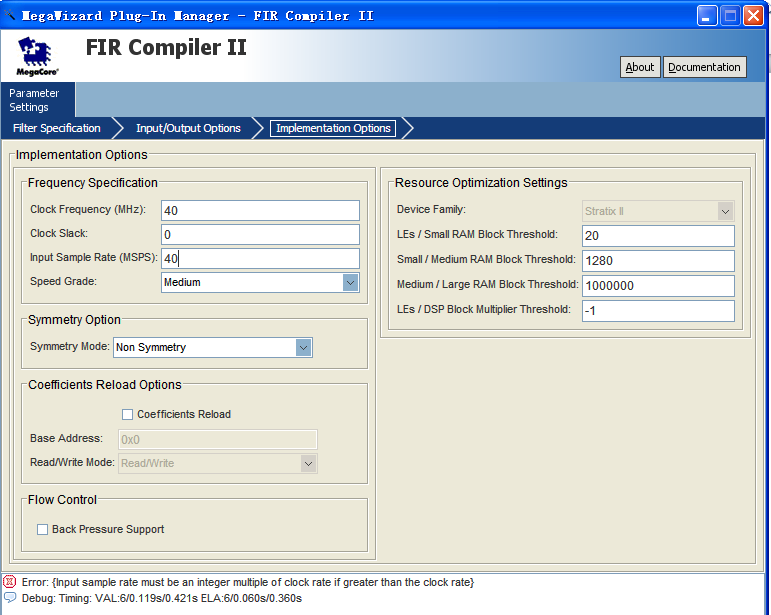 MegaWizard Plug-In Manager - FIR Compiler II
MegaCore®
FIR Compiler II
About
Documentation
Parameter
Settings
Filter Specification
Input/Output Options
Implementation Options
Implementation Options
Frequency Specification
Clock Frequency (MHz):
40
Clock Slack:
0
Input Sample Rate (MSPS):
40
Speed Grade:
Medium
Symmetry Option
Symmetry Mode:
Non Symmetry
Coefficients Reload Options
Coefficients Reload
Base Address:
0x0
Read/Write Mode:
Read/Write
Flow Control
Back Pressure Support
Resource Optimization Settings
Device Family:
Stratix II
LEs / Small RAM Block Threshold:
20
Small / Medium RAM Block Threshold:
1280
Medium / Large RAM Block Threshold:
1000000
LEs / DSP Block Multiplier Threshold:
-1
Error: {Input sample rate must be an integer multiple of clock rate if greater than the clock rate}
Debug: Timing: VAL:6/0.119s/0.421s ELA:6/0.060s/0.360s